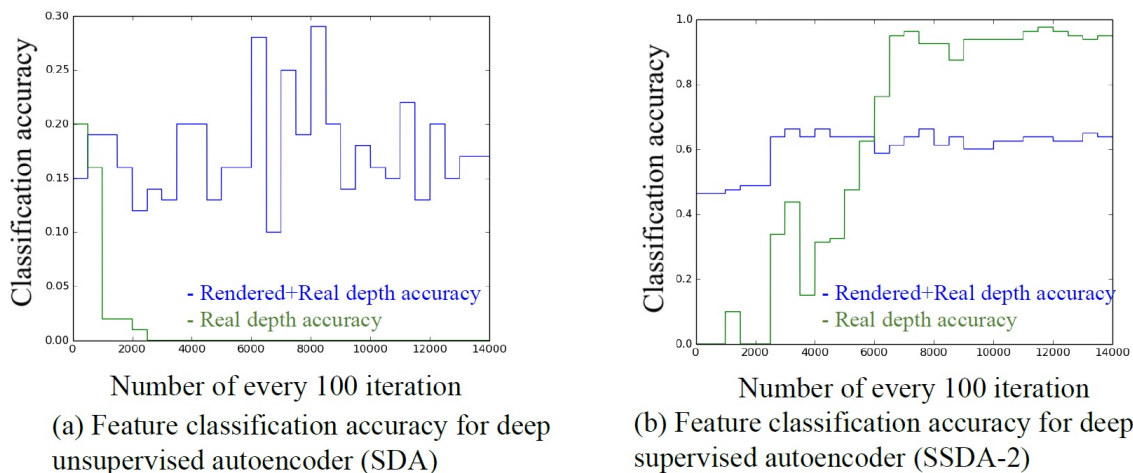 Classification accuracy
0.30
0.25
0.20
0.15
0.10
0.05
0.00
- Rendered+Real depth accuracy
- Real depth accuracy
0 2000 4000 6000 8000 10000 12000 14000
Number of every 100 iteration
(a) Feature classification accuracy for deep
unsupervised autoencoder (SDA)
Classification accuracy
1.0
0.8
0.6
0.4
0.2
0.0
- Rendered+Real depth accuracy
- Real depth accuracy
0 2000 4000 6000 8000 10000 12000 14000
Number of every 100 iteration
(b) Feature classification accuracy for deep
supervised autoencoder (SSDA-2)